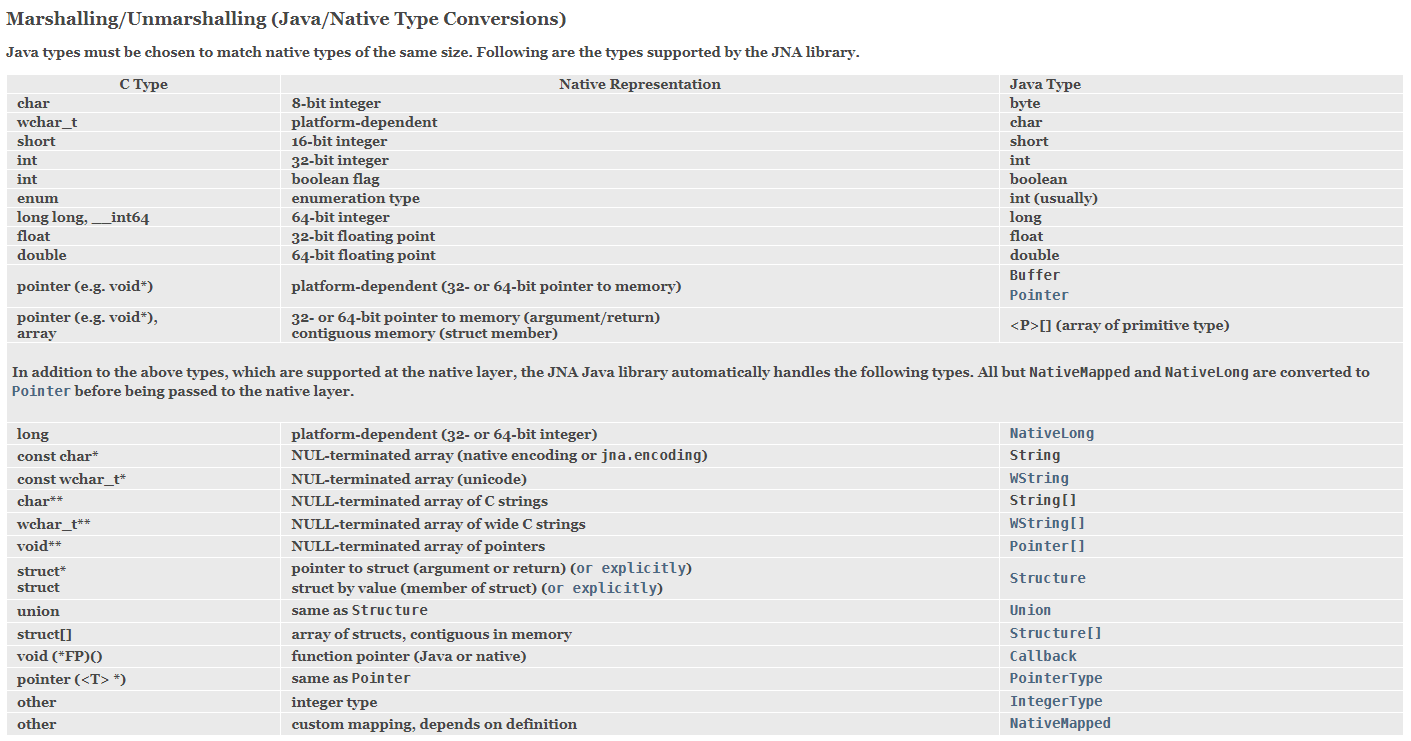 Marshalling/Unmarshalling (Java/Native Type Conversions)
Java types must be chosen to match native types of the same size. Following are the types supported by the JNA library.
C Type Native Representation Java Type
char 8-bit integer byte
wchar_t platform-dependent char
short 16-bit integer short
int 32-bit integer int
int boolean flag boolean
enum enumeration type int (usually)
long long, __int64 64-bit integer long
float 32-bit floating point float
double 64-bit floating point double
pointer (e.g. void*) platform-dependent (32- or 64-bit pointer to memory) Buffer
Pointer
pointer (e.g. void*), 32- or 64-bit pointer to memory (argument/return)
array contiguous memory (struct member) <P>[] (array of primitive type)
In addition to the above types, which are supported at the native layer, the JNA Java library automatically handles the following types. All but NativeMapped and NativeLong are converted to
Pointer before being passed to the native layer.
long platform-dependent (32- or 64-bit integer) NativeLong
const char* NUL-terminated array (native encoding or jna.encoding) String
const wchar_t* NUL-terminated array (unicode) WString
char** NULL-terminated array of C strings String[]
wchar_t** NULL-terminated array of wide C strings WString[]
void** NULL-terminated array of pointers Pointer[]
struct* pointer to struct (argument or return) (or explicitly)
struct struct by value (member of struct) (or explicitly) Structure
union same as Structure Union
struct[] array of structs, contiguous in memory Structure[]
void (*FP)() function pointer (Java or native) Callback
pointer (<T> *) same as Pointer PointerType
other integer type IntegerType
other custom mapping, depends on definition NativeMapped